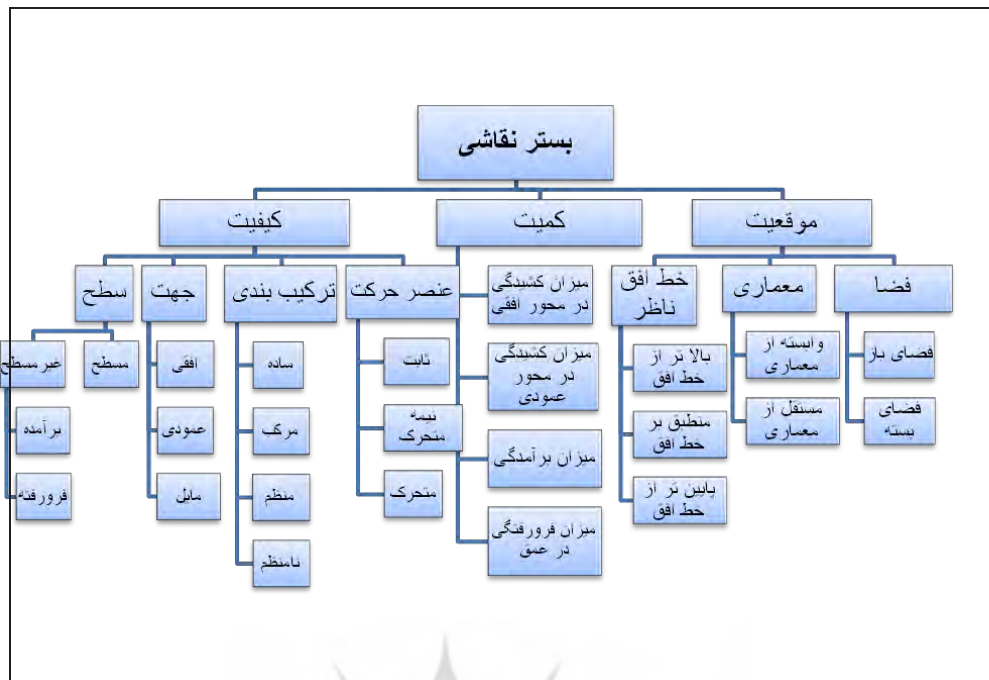 بستر نقاشی
موقعیت
کمیت
کیفیت
فضا
فضای باز
فضای
بسته
معماری
وابسته از
معماری
مستقل از
معماری
خط افق
ناظر
بالا تر از
خط افق
منطبق بر
خط افق
پایین تر از
خط افق
میزان کشیدگی
در محور افقی
میزان کشیدگی
در محور
عمودی
میزان برآمدگی
میزان فرورفتگی
در عمق
عنصر حرکت
ثابت
نیمه
متحرک
متحرک
ترکیب بندی
ساده
مرکب
منظم
نامنظم
جهت
افقی
عمودی
مایل
سطح
مسطح
غیر مسطح
برآمده
فرورفته